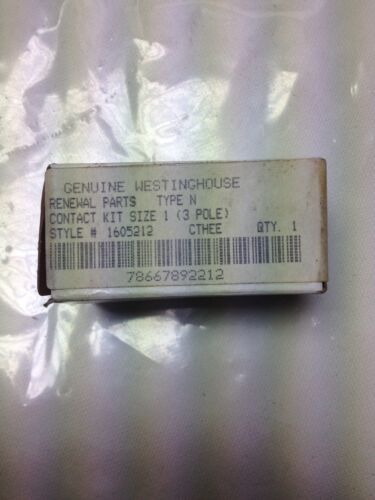 GENUINE WESTINGHOUSE
RENEWAL PARTS TYPE N
CONTACT KIT SIZE 1 (3 POLE)
STYLE # 1605212 CTHEE QTY. 1
78667892212